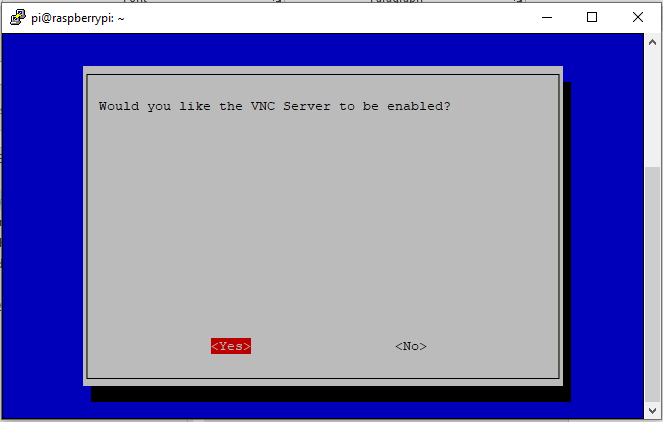 pi@raspberrypi: ~
Would you like the VNC Server to be enabled?
<Yes> <No>